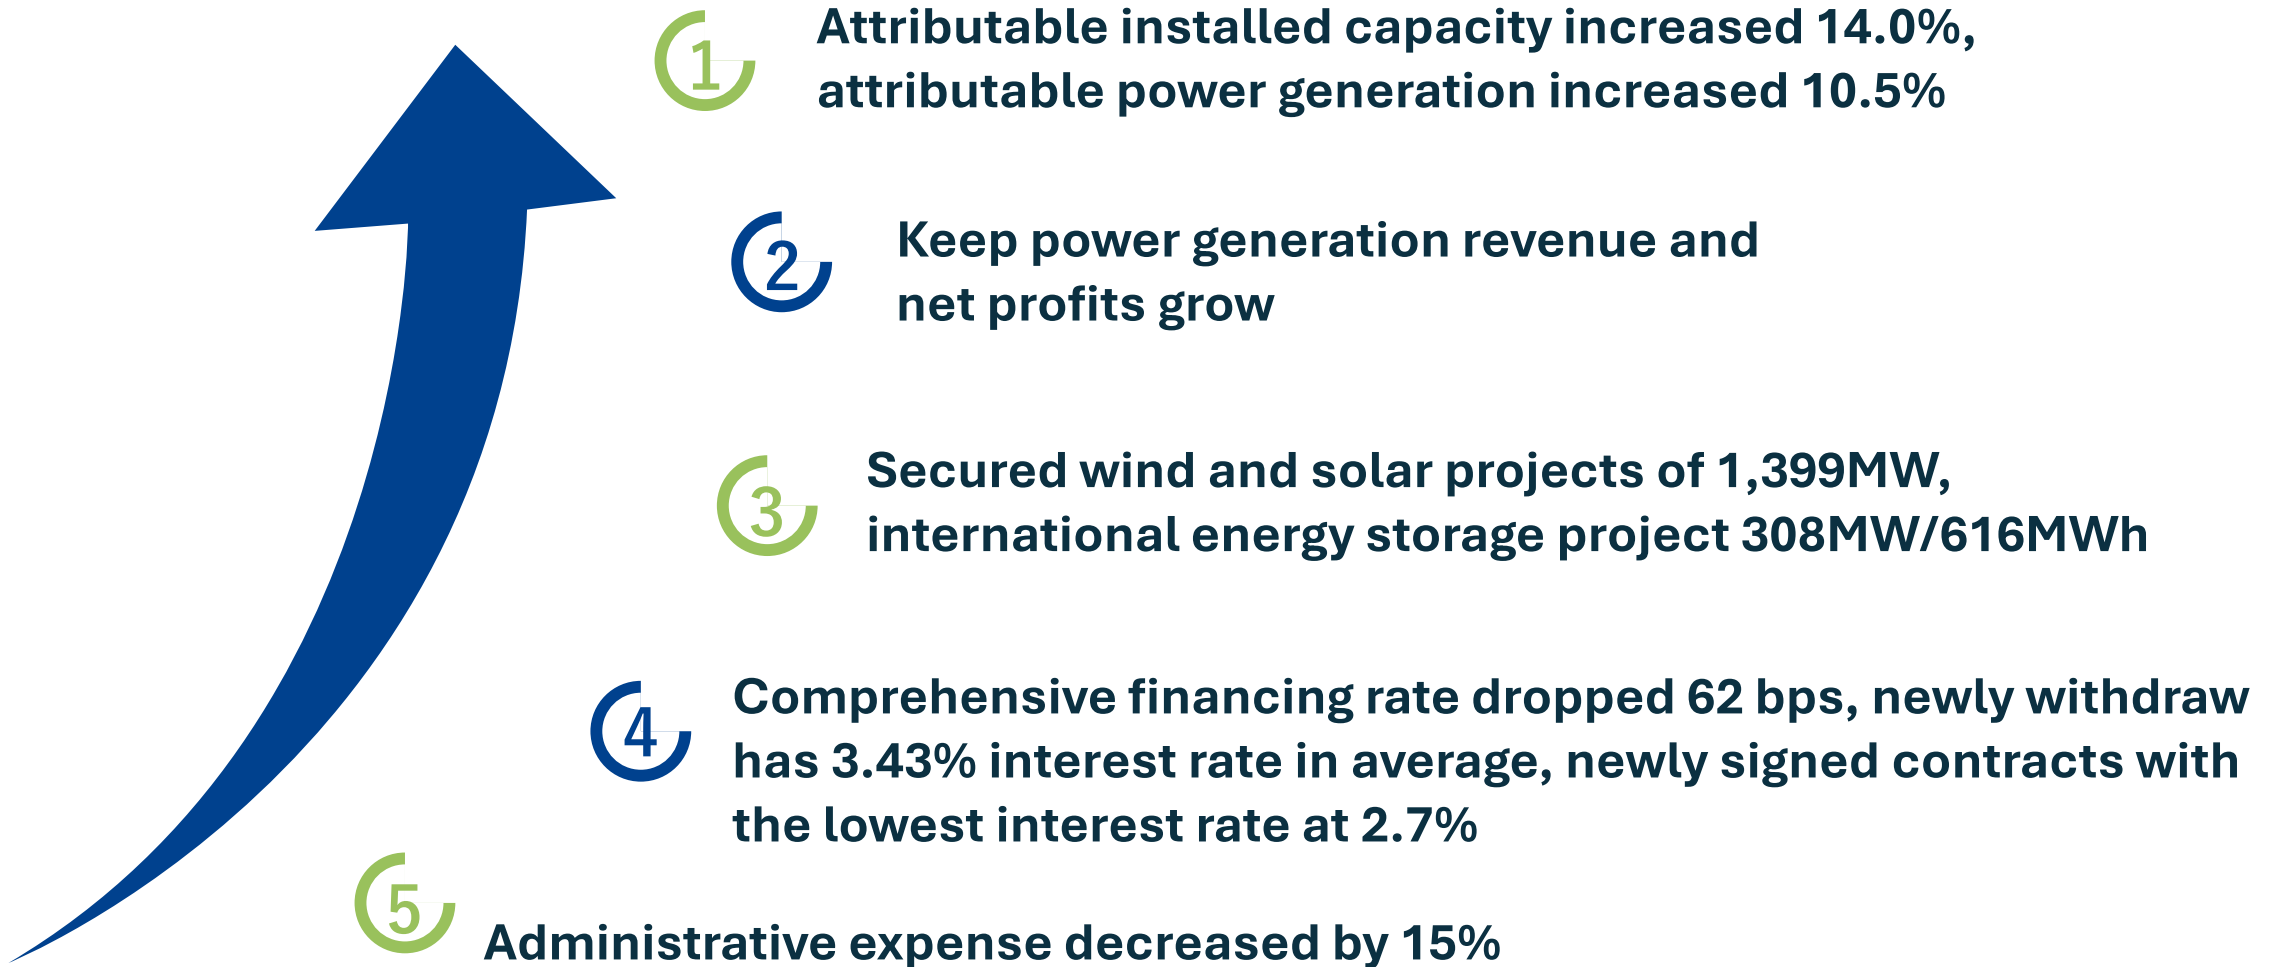 1
Attributable installed capacity increased 14.0%,
attributable power generation increased 10.5%
2
Keep power generation revenue and
net profits grow
3
Secured wind and solar projects of 1,399MW,
international energy storage project 308MW/616MWh
4
Comprehensive financing rate dropped 62 bps, newly withdraw
has 3.43% interest rate in average, newly signed contracts with
the lowest interest rate at 2.7%
5
Administrative expense decreased by 15%